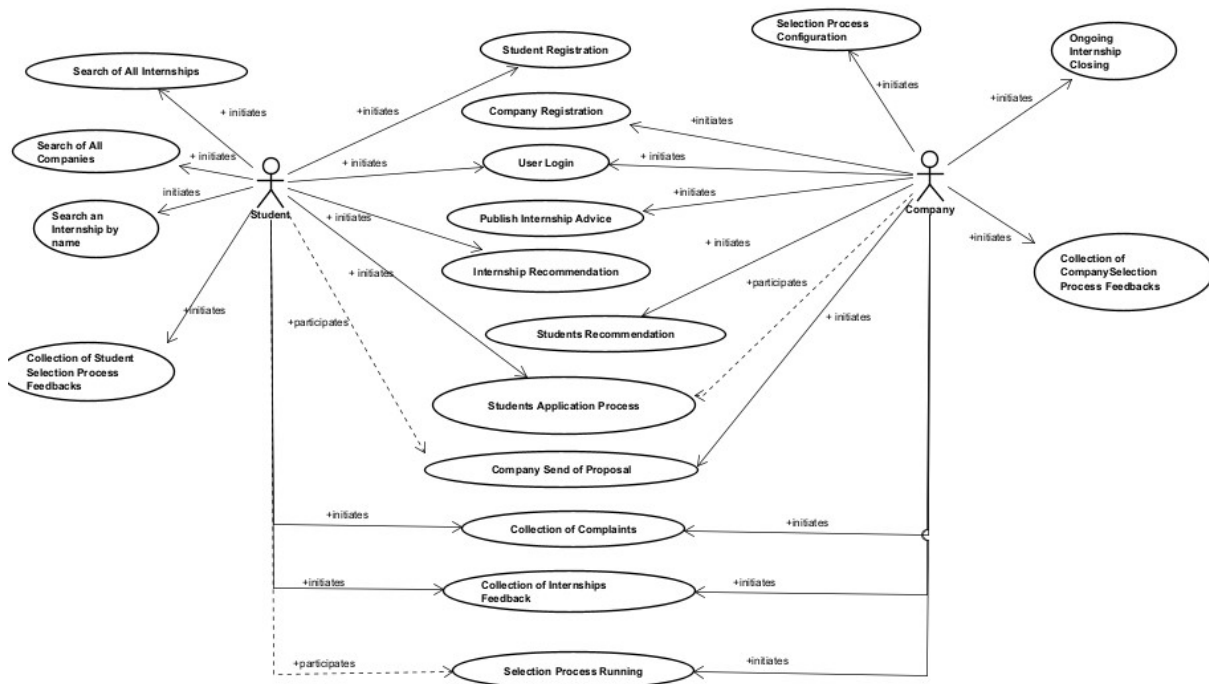 Selection Process
Configuration
Ongoing
Internship
Closing
Student Registration
Search of All Internships
+ initiates
+ initiates
+initiates
+initiates
Company Registration
+initiates
Search of All
Companies
+ initiates
+ initiates
User Login
+ initiates
initiates
+initiates
Student
Company
Search an
Internship by
name
Publish Internship Advice
+ initiates
+ initiates
+initiates
Internship Recommendation
+ initiates
+participates
Collection of
CompanySelection
Process Feedbacks
+initiates
+participates
+ initiates
Students Recommendation
Collection of Student
Selection Process
Feedbacks
Students Application Process
Company Send of Proposal
+initiates
Collection of Complaints
+initiates
+initiates
Collection of Internships
Feedback
+initiates
+participates
Selection Process Running
+initiates